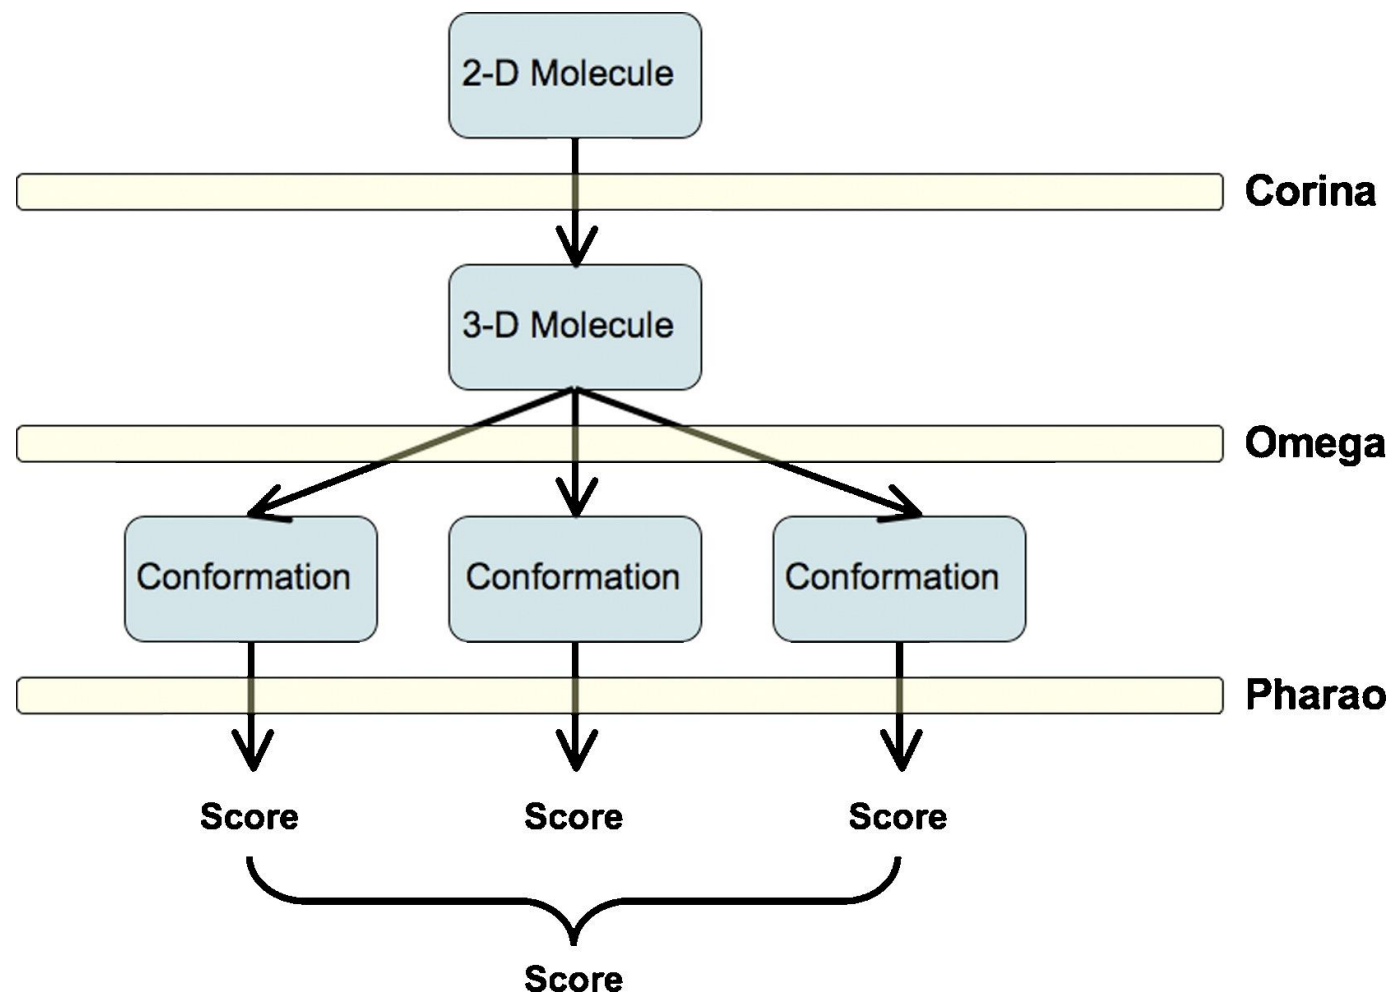 2-D Molecule
Corina
3-D Molecule
Omega
Conformation Conformation Conformation
Pharao
Score Score Score
Score